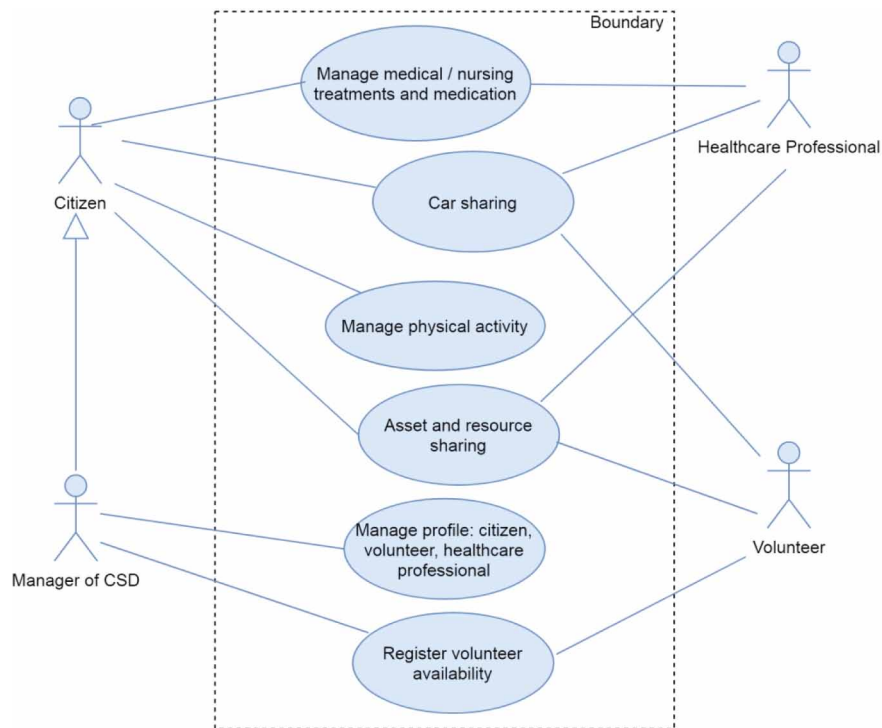 Boundary
Manage medical / nursing
treatments and medication
Healthcare Professional
Citizen
Car sharing
Manage physical activity
Asset and resource
sharing
Manage profile: citizen,
volunteer, healthcare
professional
Volunteer
Manager of CSD
Register volunteer
availability